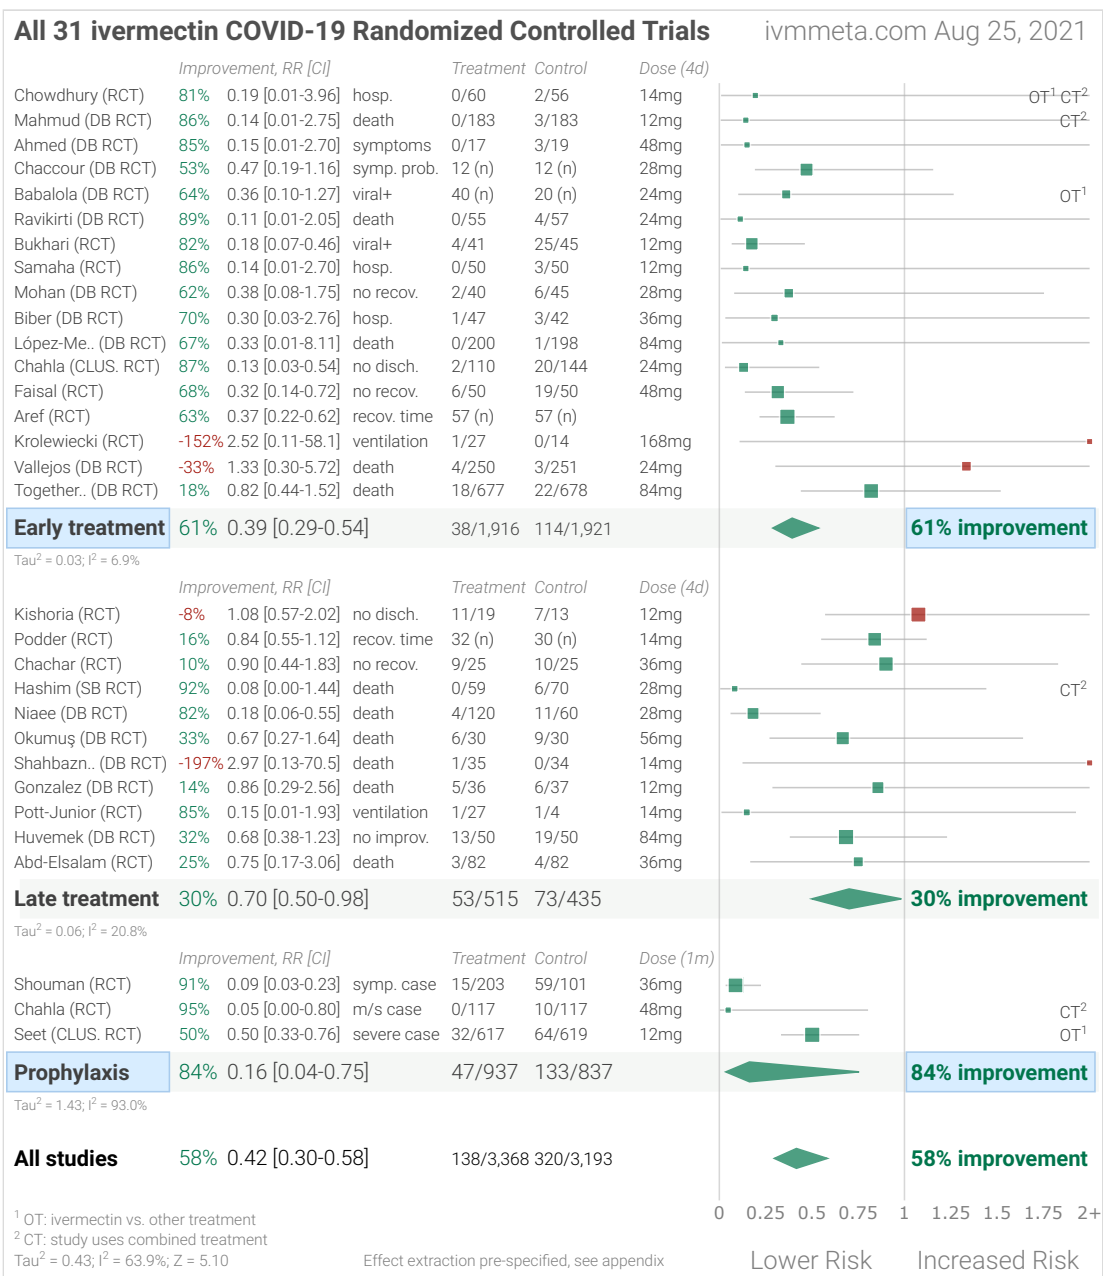 All 31 ivermectin COVID-19 Randomized Controlled Trials ivmmeta.com Aug 25, 2021
Improvement, RR [CI] Treatment Control Dose (4d)
Chowdhury (RCT) 81% 0.19 [0.01-3.96] hosp. 0/60 2/56 14mg OT¹ CT²
Mahmud (DB RCT) 86% 0.14 [0.01-2.75] death 0/183 3/183 12mg CT²
Ahmed (DB RCT) 85% 0.15 [0.01-2.70] symptoms 0/17 3/19 48mg
Chaccour (DB RCT) 53% 0.47 [0.19-1.16] symp. prob. 12 (n) 12 (n) 28mg
Babalola (DB RCT) 64% 0.36 [0.10-1.27] viral+ 40 (n) 20 (n) 24mg OT¹
Ravikirti (DB RCT) 89% 0.11 [0.01-2.05] death 0/55 4/57 24mg
Bukhari (RCT) 82% 0.18 [0.07-0.46] viral+ 4/41 25/45 12mg
Samaha (RCT) 86% 0.14 [0.01-2.70] hosp. 0/50 3/50 12mg
Mohan (DB RCT) 62% 0.38 [0.08-1.75] no recov. 2/40 6/45 28mg
Biber (DB RCT) 70% 0.30 [0.03-2.76] hosp. 1/47 3/42 36mg
López-Me.. (DB RCT) 67% 0.33 [0.01-8.11] death 0/200 1/198 84mg
Chahla (CLUS. RCT) 87% 0.13 [0.03-0.54] no disch. 2/110 20/144 24mg
Faisal (RCT) 68% 0.32 [0.14-0.72] no recov. 6/50 19/50 48mg
Aref (RCT) 63% 0.37 [0.22-0.62] recov. time 57 (n) 57 (n)
Krolewiecki (RCT) -152% 2.52 [0.11-58.1] ventilation 1/27 0/14 168mg
Vallejos (DB RCT) -33% 1.33 [0.30-5.72] death 4/250 3/251 24mg
Together.. (DB RCT) 18% 0.82 [0.44-1.52] death 18/677 22/678 84mg
Early treatment 61% 0.39 [0.29-0.54] 38/1,916 114/1,921 61% improvement
Tau² = 0.03; I² = 6.9%
Improvement, RR [CI] Treatment Control Dose (4d)
Kishoria (RCT) -8% 1.08 [0.57-2.02] no disch. 11/19 7/13 12mg
Podder (RCT) 16% 0.84 [0.55-1.12] recov. time 32 (n) 30 (n) 14mg
Chachar (RCT) 10% 0.90 [0.44-1.83] no recov. 9/25 10/25 36mg
Hashim (SB RCT) 92% 0.08 [0.00-1.44] death 0/59 6/70 28mg CT²
Niaee (DB RCT) 82% 0.18 [0.06-0.55] death 4/120 11/60 28mg
Okumuş (DB RCT) 33% 0.67 [0.27-1.64] death 6/30 9/30 56mg
Shahbazn.. (DB RCT) -197% 2.97 [0.13-70.5] death 1/35 0/34 14mg
Gonzalez (DB RCT) 14% 0.86 [0.29-2.56] death 5/36 6/37 12mg
Pott-Junior (RCT) 85% 0.15 [0.01-1.93] ventilation 1/27 1/4 14mg
Huvemek (DB RCT) 32% 0.68 [0.38-1.23] no improv. 13/50 19/50 84mg
Abd-Elsalam (RCT) 25% 0.75 [0.17-3.06] death 3/82 4/82 36mg
Late treatment 30% 0.70 [0.50-0.98] 53/515 73/435 30% improvement
Tau² = 0.06; I² = 20.8%
Improvement, RR [CI] Treatment Control Dose (1m)
Shouman (RCT) 91% 0.09 [0.03-0.23] symp. case 15/203 59/101 36mg
Chahla (RCT) 95% 0.05 [0.00-0.80] m/s case 0/117 10/117 48mg CT²
Seet (CLUS. RCT) 50% 0.50 [0.33-0.76] severe case 32/617 64/619 12mg OT¹
Prophylaxis 84% 0.16 [0.04-0.75] 47/937 133/837 84% improvement
Tau² = 1.43; I² = 93.0%
All studies 58% 0.42 [0.30-0.58] 138/3,368 320/3,193 58% improvement
0 0.25 0.5 0.75 1 1.25 1.5 1.75 2+
¹ OT: ivermectin vs. other treatment
² CT: study uses combined treatment
Tau² = 0.43; I² = 63.9%; Z = 5.10 Effect extraction pre-specified, see appendix Lower Risk Increased Risk